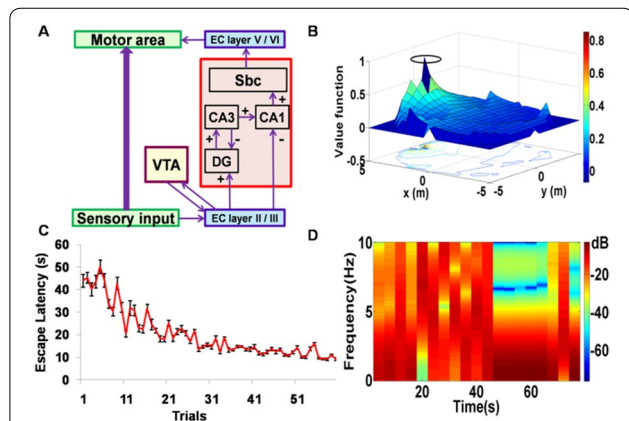 A
Motor area
EC layer V / VI
Sbc
CA3
+
CA1
+
+
-
-
DG
+
VTA
Sensory input
EC layer II / III
B
Value function
1
0.5
0
-0.5
5
0
-5
x (m)
-5
0
5
y (m)
0.8
0.6
0.4
0.2
0
C
Escape Latency (s)
60
50
40
30
20
10
0
1
11
21
31
41
51
Trials
D
Frequency(Hz)
10
5
0
20
40
60
Time(s)
dB
-20
-40
-60